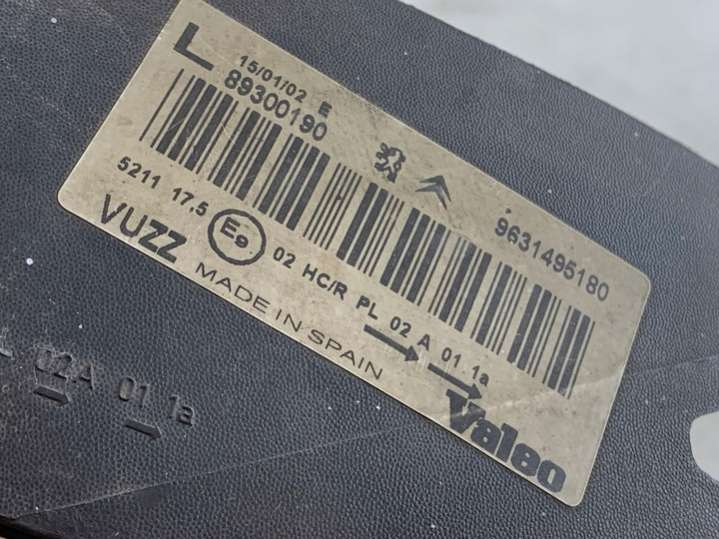 L
15/01/02 E
89300190
9631495180
5211 17.5 E9 02 HC/R PL 02 A 01 1a
VUZZ
MADE IN SPAIN
Valeo
02 A 01 1a